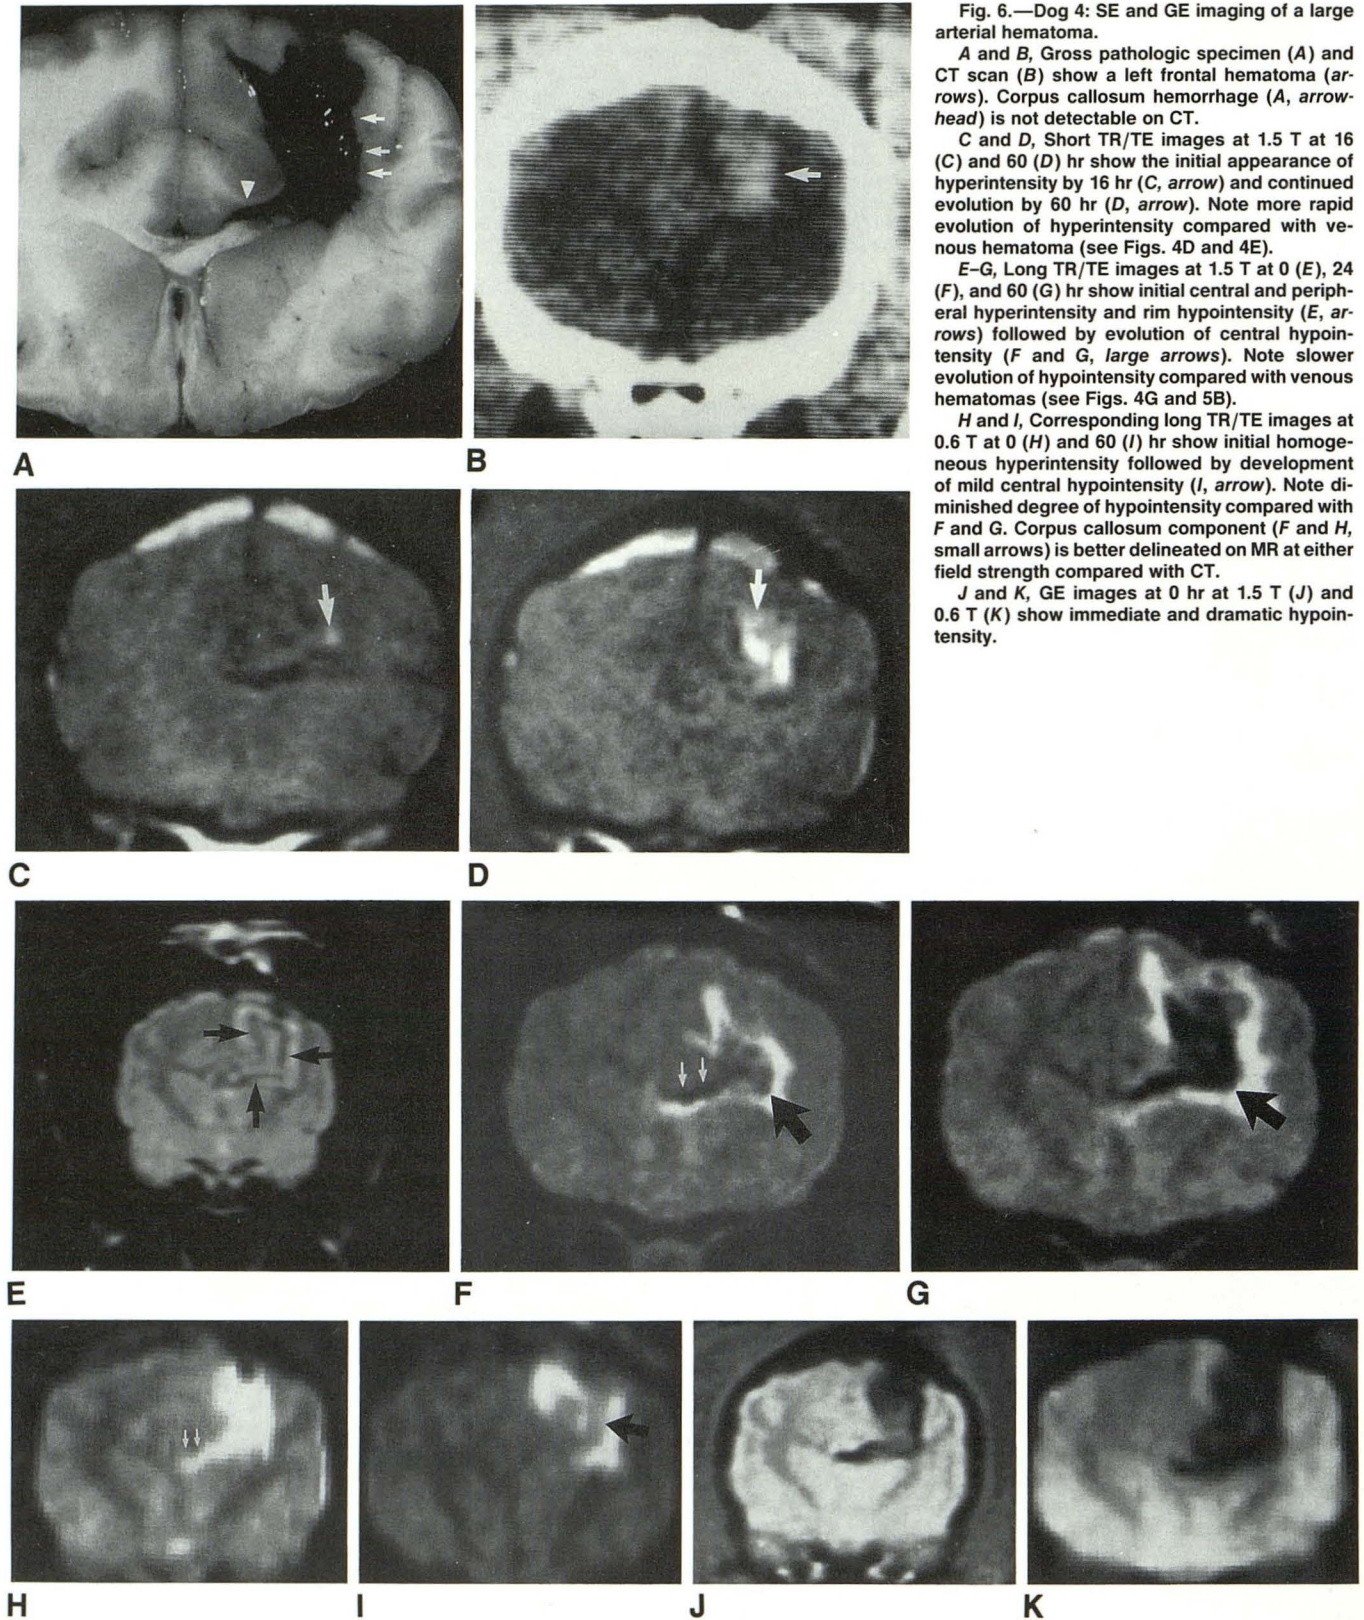 Fig. 6.—Dog 4: SE and GE imaging of a large
arterial hematoma.
A and B, Gross pathologic specimen (A) and
CT scan (B) show a left frontal hematoma (ar-
rows). Corpus callosum hemorrhage (A, arrow-
head) is not detectable on CT.
C and D, Short TR/TE images at 1.5 T at 16
(C) and 60 (D) hr show the initial appearance of
hyperintensity by 16 hr (C, arrow) and continued
evolution by 60 hr (D, arrow). Note more rapid
evolution of hyperintensity compared with ve-
nous hematoma (see Figs. 4D and 4E).
E–G, Long TR/TE images at 1.5 T at 0 (E), 24
(F), and 60 (G) hr show initial central and periph-
eral hyperintensity and rim hypointensity (E, ar-
rows) followed by evolution of central hypoin-
tensity (F and G, large arrows). Note slower
evolution of hypointensity compared with venous
hematomas (see Figs. 4G and 5B).
H and I, Corresponding long TR/TE images at
0.6 T at 0 (H) and 60 (I) hr show initial homoge-
neous hyperintensity followed by development
of mild central hypointensity (I, arrow). Note di-
minished degree of hypointensity compared with
F and G. Corpus callosum component (F and H,
small arrows) is better delineated on MR at either
field strength compared with CT.
J and K, GE images at 0 hr at 1.5 T (J) and
0.6 T (K) show immediate and dramatic hypoin-
tensity.
A
B
C
D
E
F
G
H
I
J
K